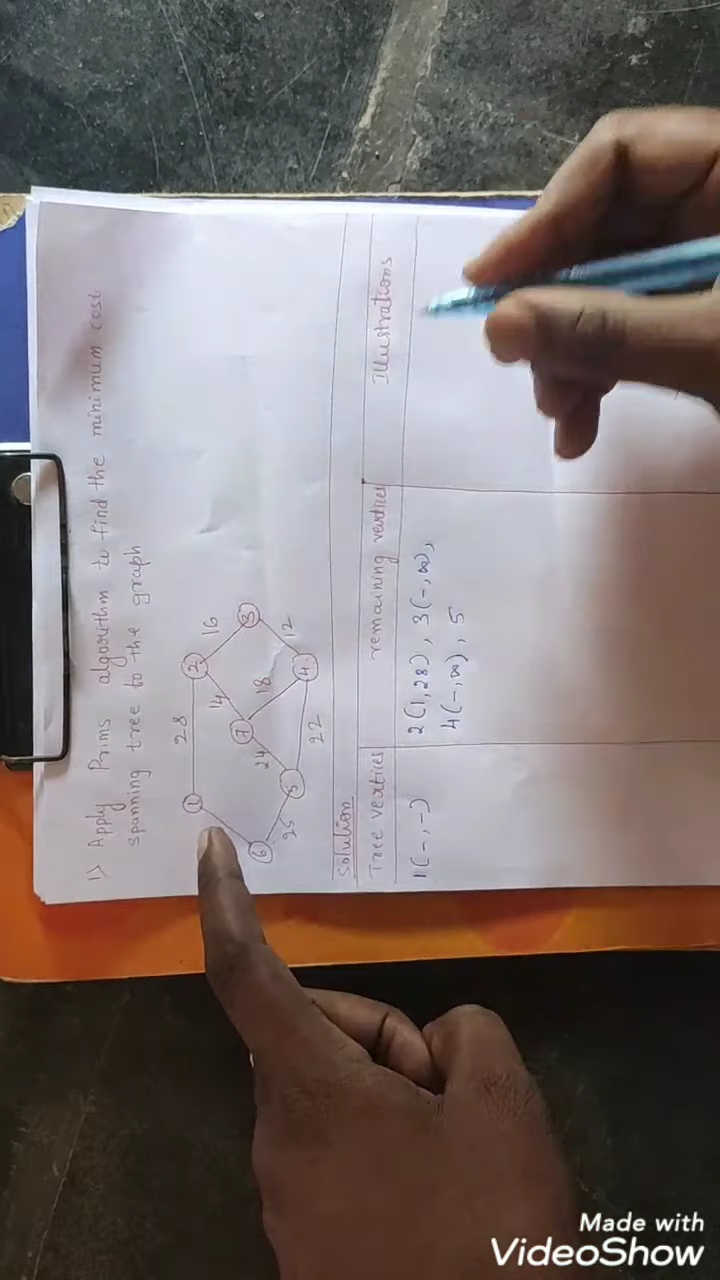 1) Apply Prims algorithm to find the minimum cost
spanning tree to the graph
28
1
2
16
3
14
7
18
12
24
4
5
22
25
6
Solution
Tree vertices remaining vertices Illustrations
1(-,-) 2(1,28), 3(-,∞),
4(-,∞), 5
Made with
VideoShow